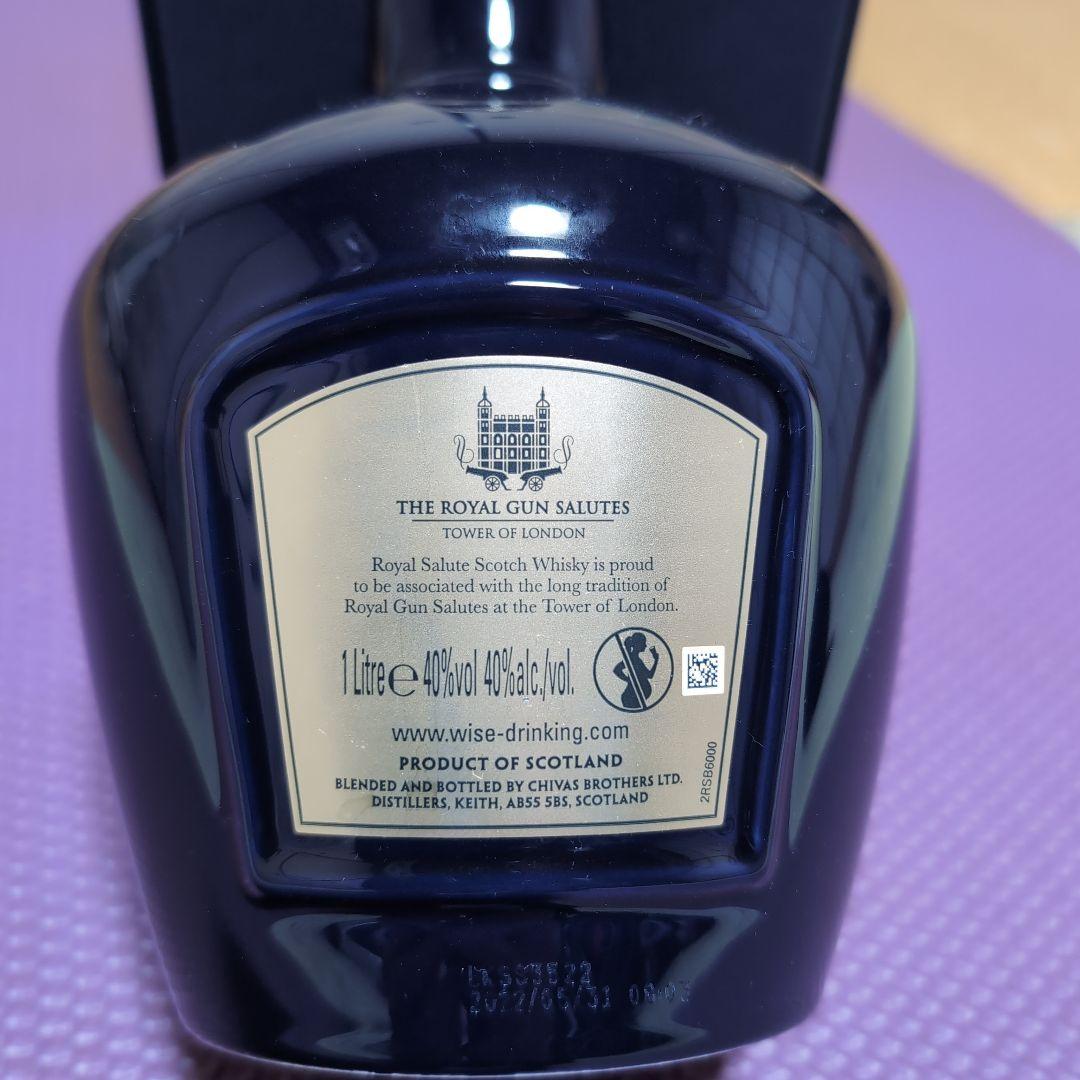 THE ROYAL GUN SALUTES
TOWER OF LONDON
Royal Salute Scotch Whisky is proud
to be associated with the long tradition of
Royal Gun Salutes at the Tower of London.
1 Litre ℮ 40%vol 40%alc./vol.
www.wise-drinking.com
PRODUCT OF SCOTLAND
BLENDED AND BOTTLED BY CHIVAS BROTHERS LTD.
DISTILLERS, KEITH, AB55 5BS, SCOTLAND
2RSB6000